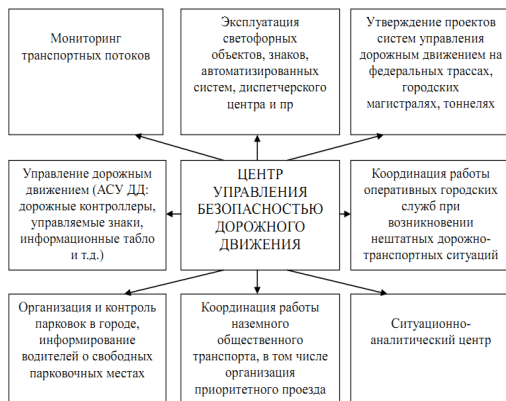 Мониторинг
транспортных потоков
Эксплуатация
светофорных
объектов, знаков,
автоматизированных
систем, диспетчерского
центра и пр
Утверждение проектов
систем управления
дорожным движением на
федеральных трассах,
городских
магистралях, тоннелях
Управление дорожным
движением (АСУ ДД:
дорожные контроллеры,
управляемые знаки,
информационные табло
и т.д.)
ЦЕНТР
УПРАВЛЕНИЯ
БЕЗОПАСНОСТЬЮ
ДОРОЖНОГО
ДВИЖЕНИЯ
Координация работы
оперативных городских
служб при
возникновении
нештатных дорожно-
транспортных ситуаций
Организация и контроль
парковок в городе,
информирование
водителей о свободных
парковочных местах
Координация работы
наземного
общественного
транспорта, в том числе
организация
приоритетного проезда
Ситуационно-
аналитический центр